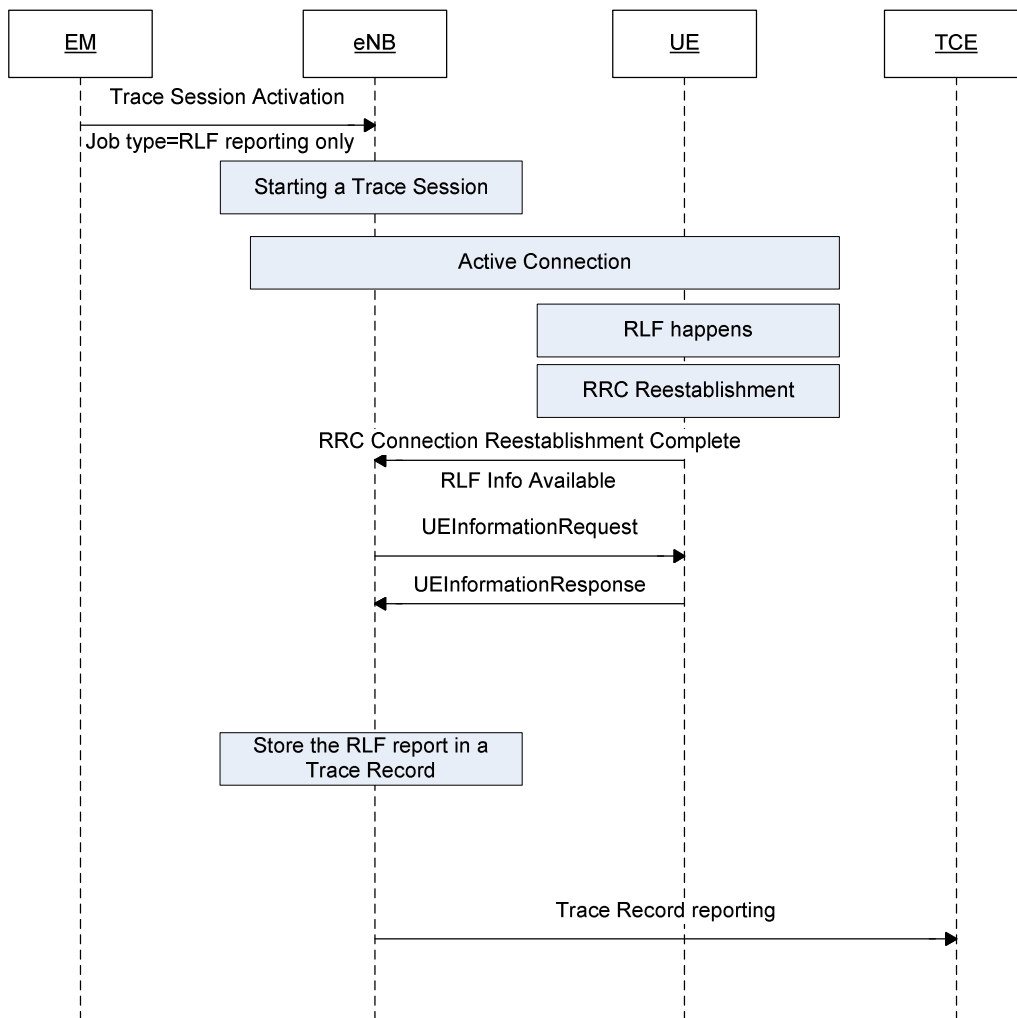 EM
eNB
UE
TCE
Trace Session Activation
Job type=RLF reporting only
Starting a Trace Session
Active Connection
RLF happens
RRC Reestablishment
RRC Connection Reestablishment Complete
RLF Info Available
UEInformationRequest
UEInformationResponse
Store the RLF report in a
Trace Record
Trace Record reporting